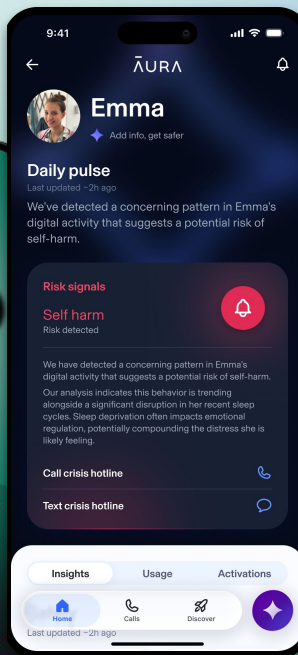 9:41
ĀURA
Emma
Add info, get safer
Daily pulse
Last updated ~2h ago
We've detected a concerning pattern in Emma's
digital activity that suggests a potential risk of
self-harm.
Risk signals
Self harm
Risk detected
We have detected a concerning pattern in Emma's
digital activity that suggests a potential risk of self-harm.
Our analysis indicates this behavior is trending
alongside a significant disruption in her recent sleep
cycles. Sleep deprivation often impacts emotional
regulation, potentially compounding the distress she is
likely feeling.
Call crisis hotline
Text crisis hotline
Insights Usage Activations
Home Calls Discover
Last updated ~2h ago